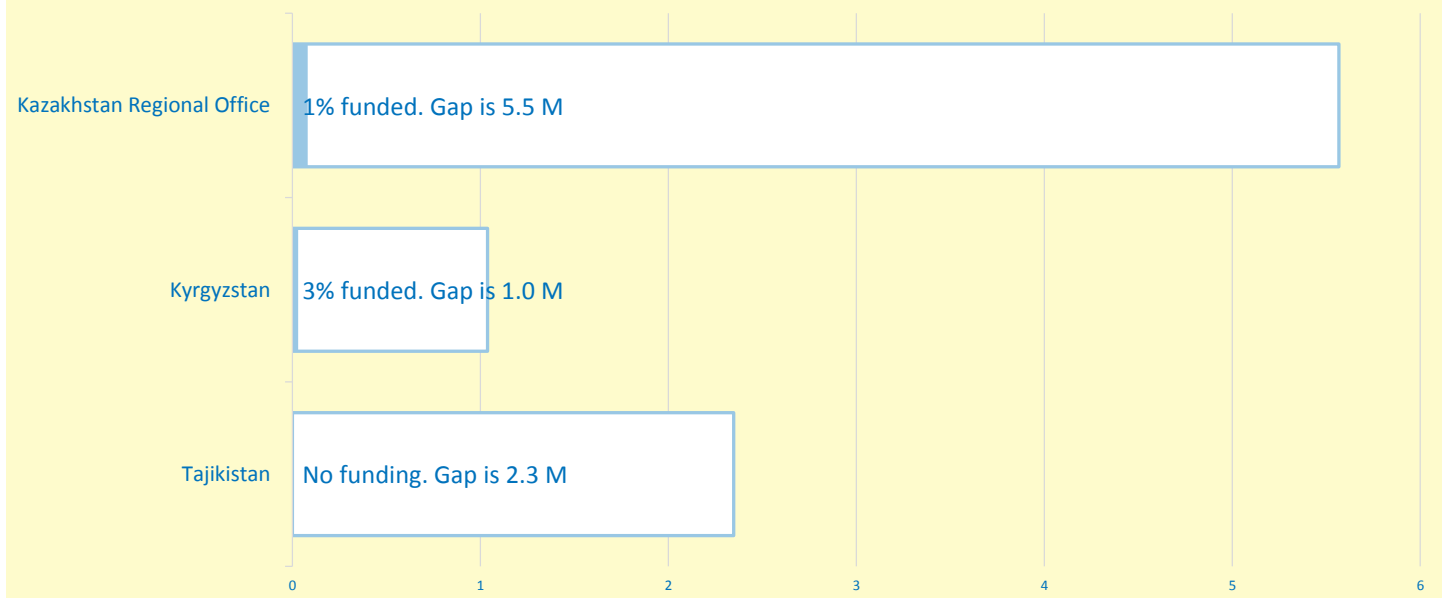 Kazakhstan Regional Office
1% funded. Gap is 5.5 M
Kyrgyzstan
3% funded. Gap is 1.0 M
Tajikistan
No funding. Gap is 2.3 M
0 1 2 3 4 5 6